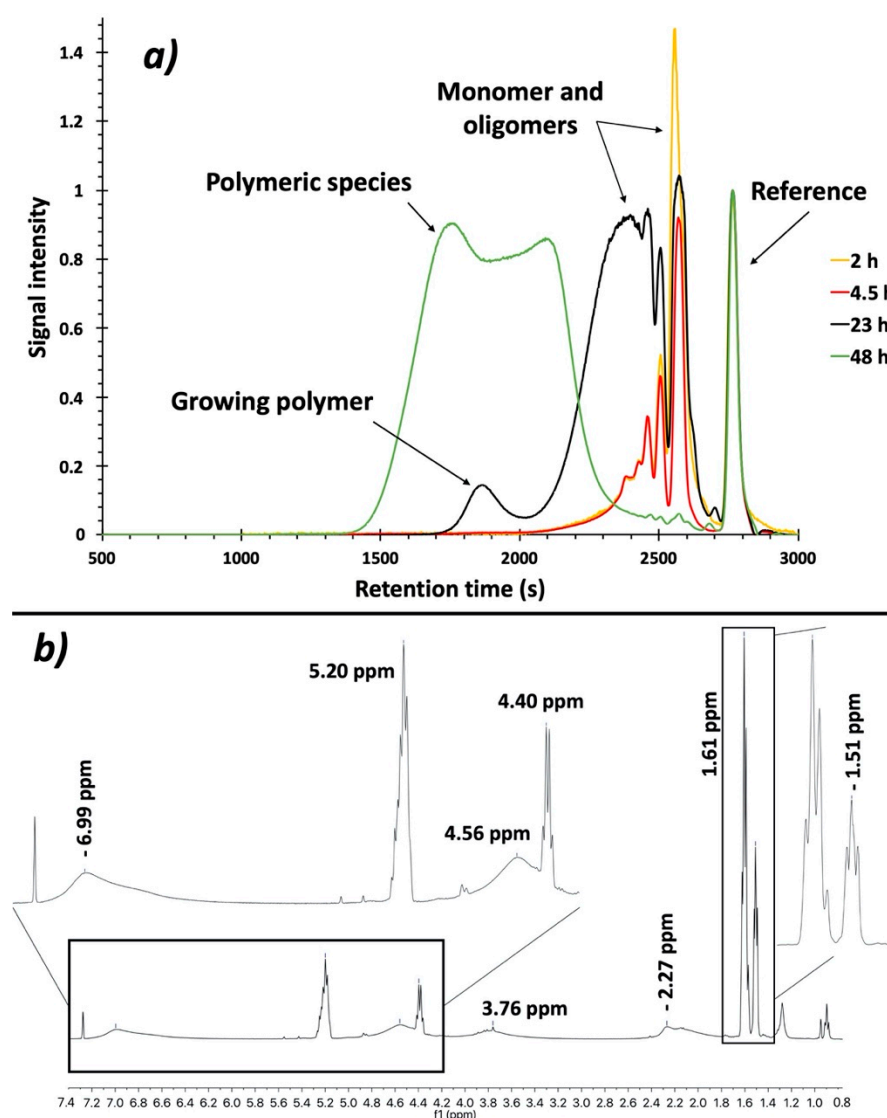 a)
1.4
1.2
1
0.8
0.6
0.4
0.2
0
Signal intensity
Monomer and
oligomers
Polymeric species
Reference
Growing polymer
2 h
4.5 h
23 h
48 h
500 1000 1500 2000 2500 3000
Retention time (s)
b)
5.20 ppm
4.40 ppm
- 6.99 ppm
4.56 ppm
1.61 ppm
- 1.51 ppm
3.76 ppm
- 2.27 ppm
7.4 7.2 7.0 6.8 6.6 6.4 6.2 6.0 5.8 5.6 5.4 5.2 5.0 4.8 4.6 4.4 4.2 4.0 3.8 3.6 3.4 3.2 3.0 2.8 2.6 2.4 2.2 2.0 1.8 1.6 1.4 1.2 1.0 0.8
f1 (ppm)